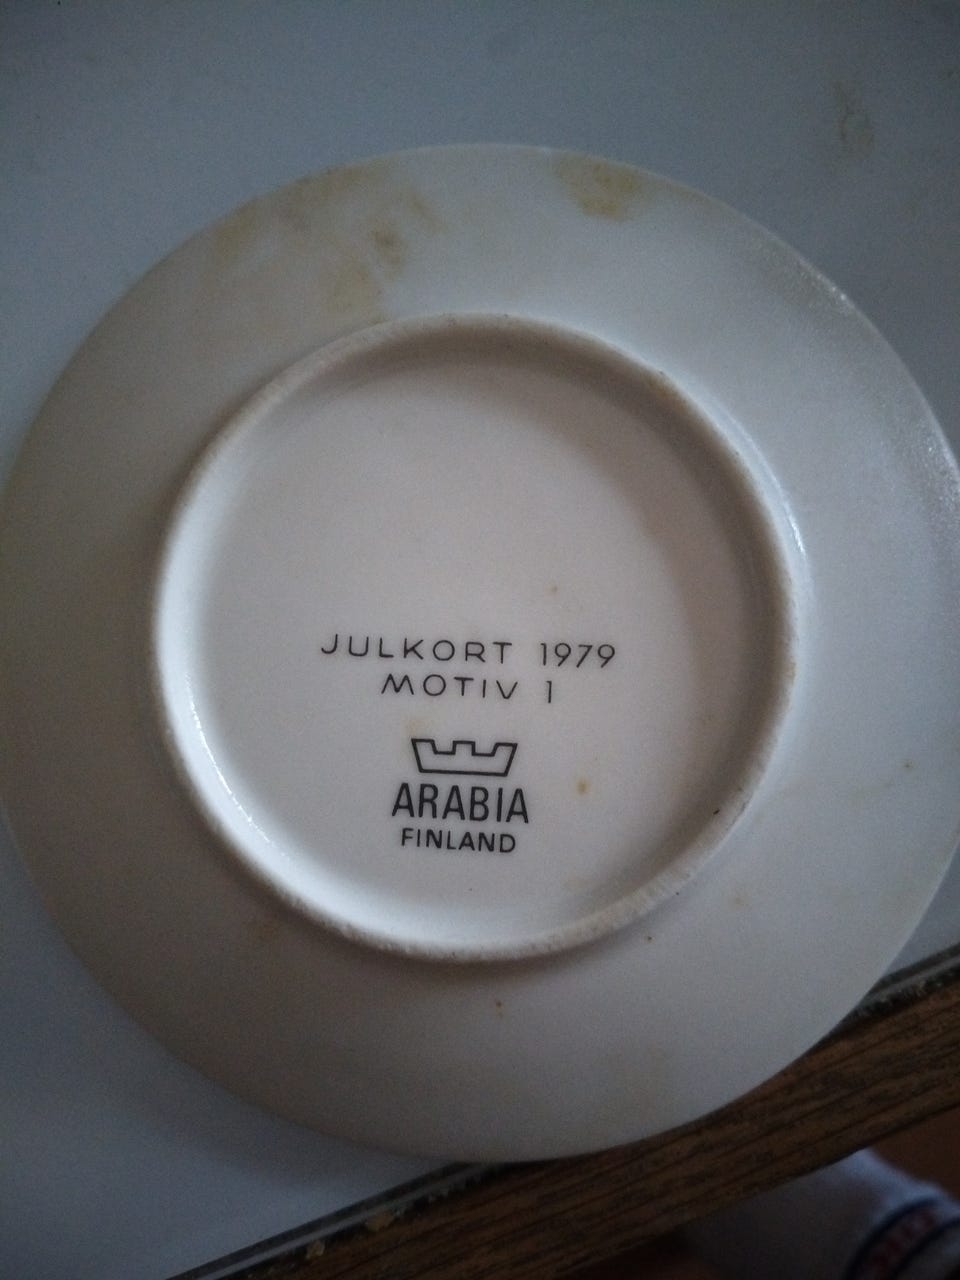 JULKORT 1979
MOTIV 1
ARABIA
FINLAND